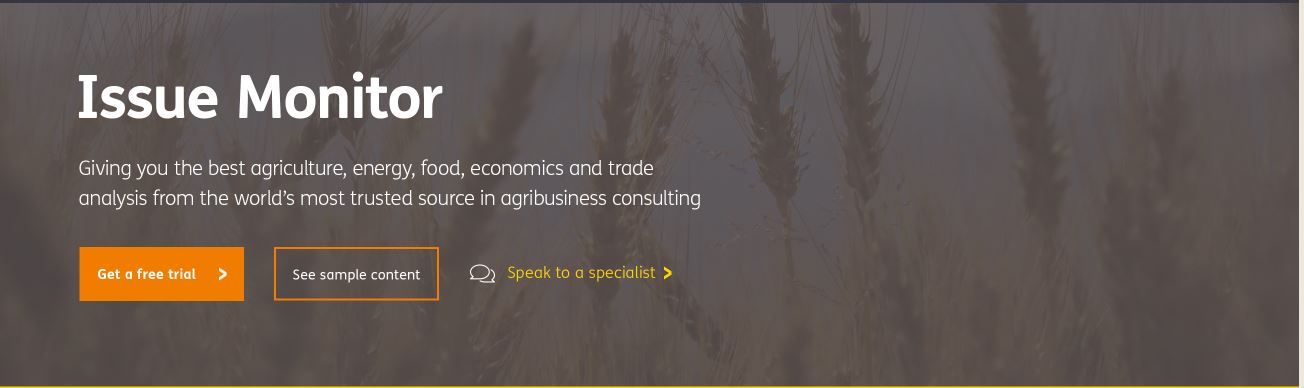 Issue Monitor
Giving you the best agriculture, energy, food, economics and trade
analysis from the world’s most trusted source in agribusiness consulting
Get a free trial
See sample content
Speak to a specialist